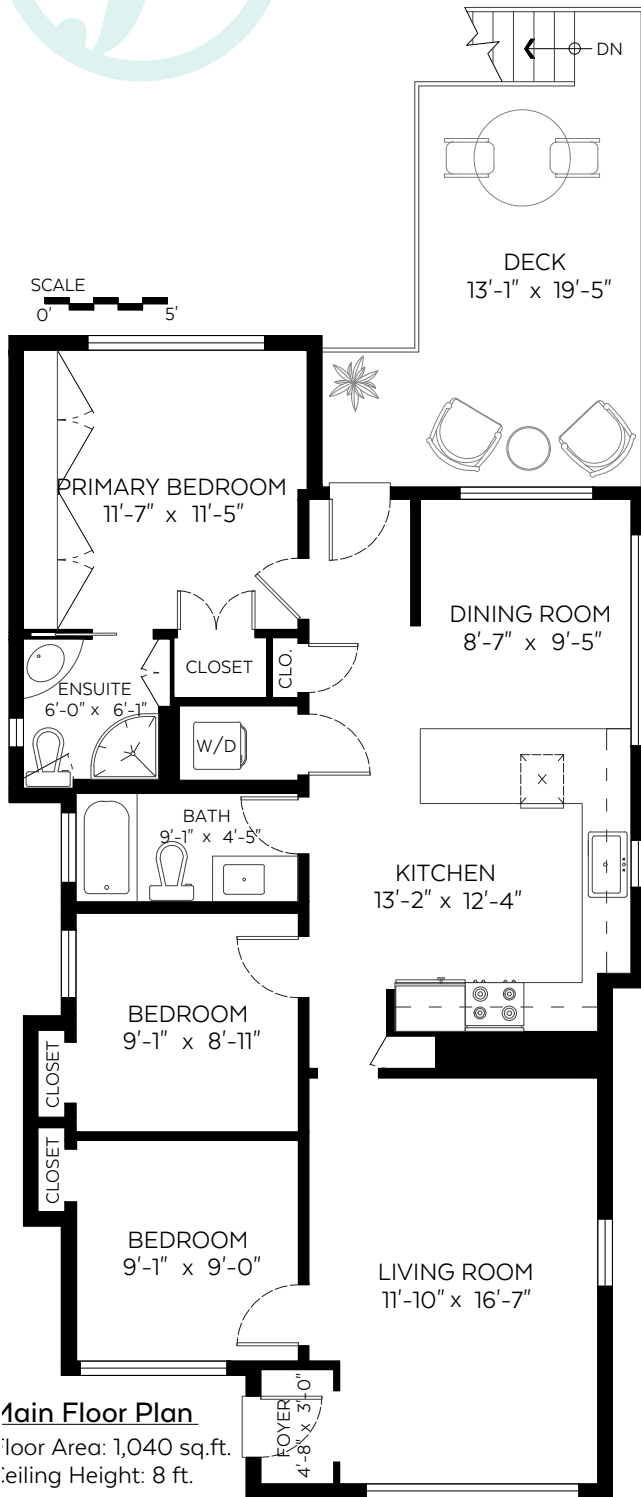 DN
DECK
13'-1" x 19'-5"
SCALE
0' 5'
PRIMARY BEDROOM
11'-7" x 11'-5"
DINING ROOM
8'-7" x 9'-5"
CLOSET
CLO.
ENSUITE
6'-0" x 6'-1"
W/D
x
BATH
9'-1" x 4'-5"
KITCHEN
13'-2" x 12'-4"
BEDROOM
9'-1" x 8'-11"
CLOSET
CLOSET
BEDROOM
9'-1" x 9'-0"
LIVING ROOM
11'-10" x 16'-7"
FOYER
4'-8" x 3'-0"
Main Floor Plan
Floor Area: 1,040 sq.ft.
Ceiling Height: 8 ft.